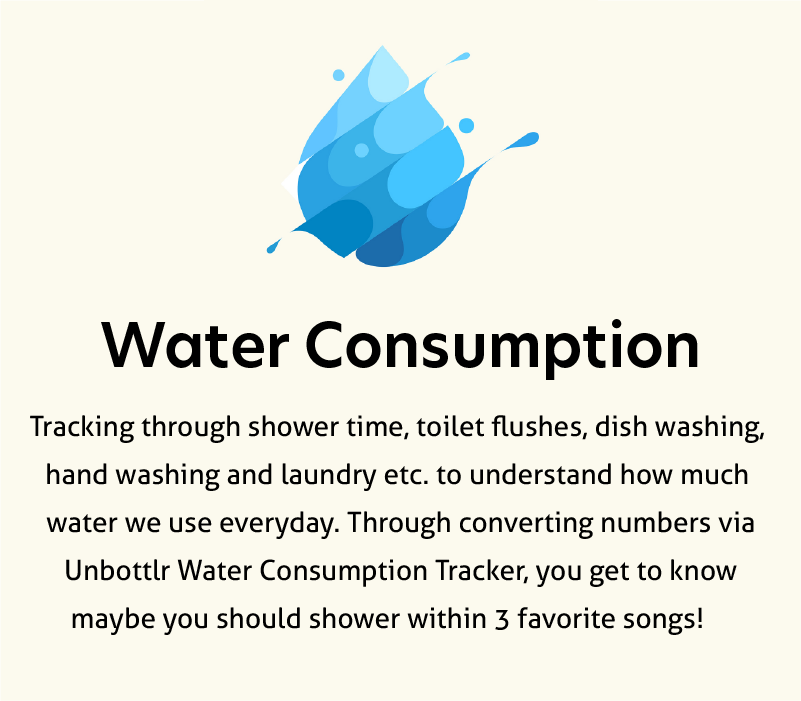 Water Consumption
Tracking through shower time, toilet flushes, dish washing,
hand washing and laundry etc. to understand how much
water we use everyday. Through converting numbers via
Unbottlr Water Consumption Tracker, you get to know
maybe you should shower within 3 favorite songs!